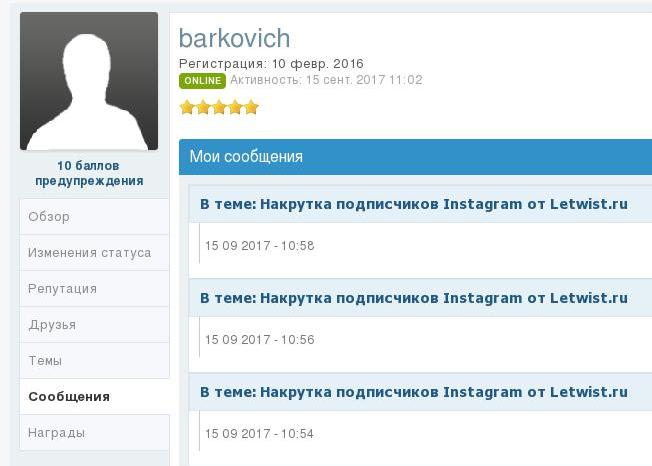 barkovich
Регистрация: 10 февр. 2016
ONLINE Активность: 15 сент. 2017 11:02
10 баллов
предупреждения
Обзор
Изменения статуса
Репутация
Друзья
Темы
Сообщения
Награды
Мои сообщения
В теме: Накрутка подписчиков Instagram от Letwist.ru
15 09 2017 - 10:58
В теме: Накрутка подписчиков Instagram от Letwist.ru
15 09 2017 - 10:56
В теме: Накрутка подписчиков Instagram от Letwist.ru
15 09 2017 - 10:54